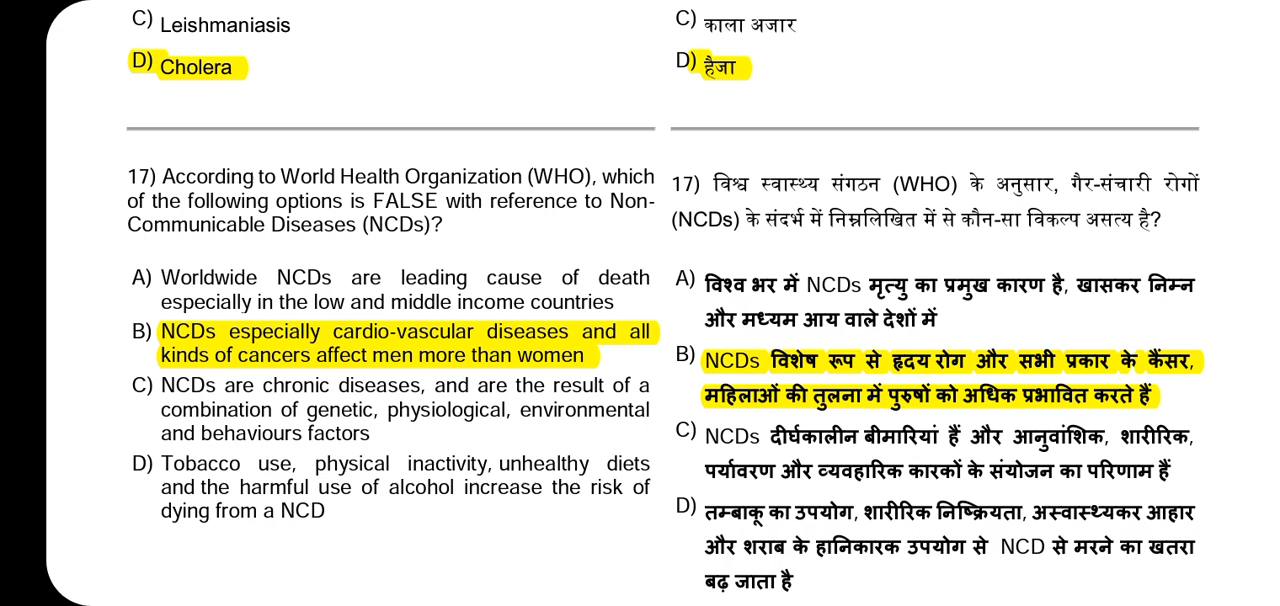 C) Leishmaniasis
D) Cholera
17) According to World Health Organization (WHO), which
of the following options is FALSE with reference to Non-
Communicable Diseases (NCDs)?
A) Worldwide NCDs are leading cause of death
especially in the low and middle income countries
B) NCDs especially cardio-vascular diseases and all
kinds of cancers affect men more than women
C) NCDs are chronic diseases, and are the result of a
combination of genetic, physiological, environmental
and behaviours factors
D) Tobacco use, physical inactivity, unhealthy diets
and the harmful use of alcohol increase the risk of
dying from a NCD
C) काला अजार
D) हैजा
17) विश्व स्वास्थ्य संगठन (WHO) के अनुसार, गैर-संचारी रोगों
(NCDs) के संदर्भ में निम्नलिखित में से कौन-सा विकल्प असत्य है?
A) विश्व भर में NCDs मृत्यु का प्रमुख कारण है, खासकर निम्न
और मध्यम आय वाले देशों में
B) NCDs विशेष रूप से हृदय रोग और सभी प्रकार के कैंसर,
महिलाओं की तुलना में पुरुषों को अधिक प्रभावित करते हैं
C) NCDs दीर्घकालीन बीमारियां हैं और आनुवांशिक, शारीरिक,
पर्यावरण और व्यवहारिक कारकों के संयोजन का परिणाम हैं
D) तम्बाकू का उपयोग, शारीरिक निष्क्रियता, अस्वास्थ्यकर आहार
और शराब के हानिकारक उपयोग से NCD से मरने का खतरा
बढ़ जाता है